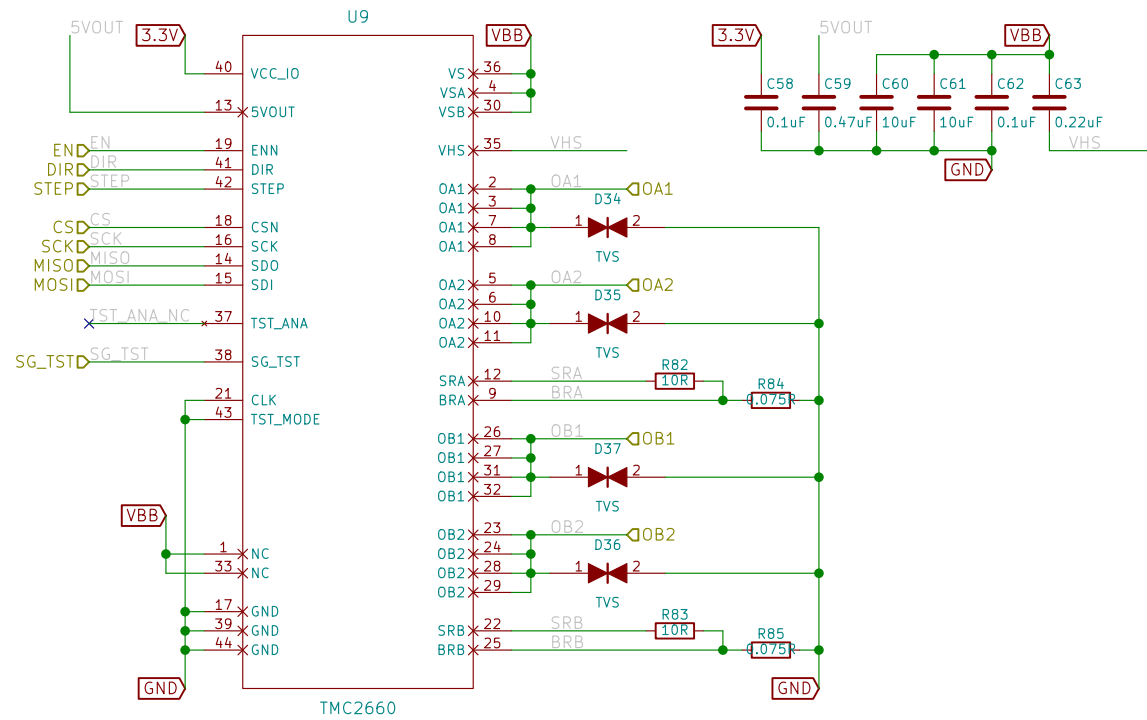 U9
5VOUT
3.3V
VBB
3.3V
5VOUT
VBB
40 VCC_IO
VS 36
13 5VOUT
VSA 4
VSB 30
C58 C59 C60 C61 C62 C63
0.1uF 0.47uF 10uF 10uF 0.1uF 0.22uF
EN EN 19 ENN
VHS 35 VHS
VHS
DIR DIR 41 DIR
GND
STEP STEP 42 STEP
OA1 2 OA1 OA1
OA1 3
D34
CS CS 18 CSN
OA1 7 1 2
SCK SCK 16 SCK
OA1 8
TVS
MISO MISO 14 SDO
MOSI MOSI 15 SDI
OA2 5 OA2 OA2
OA2 6
D35
TST_ANA_NC 37 TST_ANA
OA2 10 1 2
OA2 11
TVS
SG_TST SG_TST 38 SG_TST
SRA 12 SRA R82 10R
21 CLK
BRA 9 BRA R84 0.075R
43 TST_MODE
OB1 26 OB1 OB1
OB1 27
D37
OB1 31 1 2
OB1 32
TVS
VBB
OB2 23 OB2 OB2
1 NC
OB2 24
D36
33 NC
OB2 28 1 2
OB2 29
TVS
17 GND
39 GND
SRB 22 SRB R83 10R
44 GND
BRB 25 BRB R85 0.075R
GND
GND
TMC2660